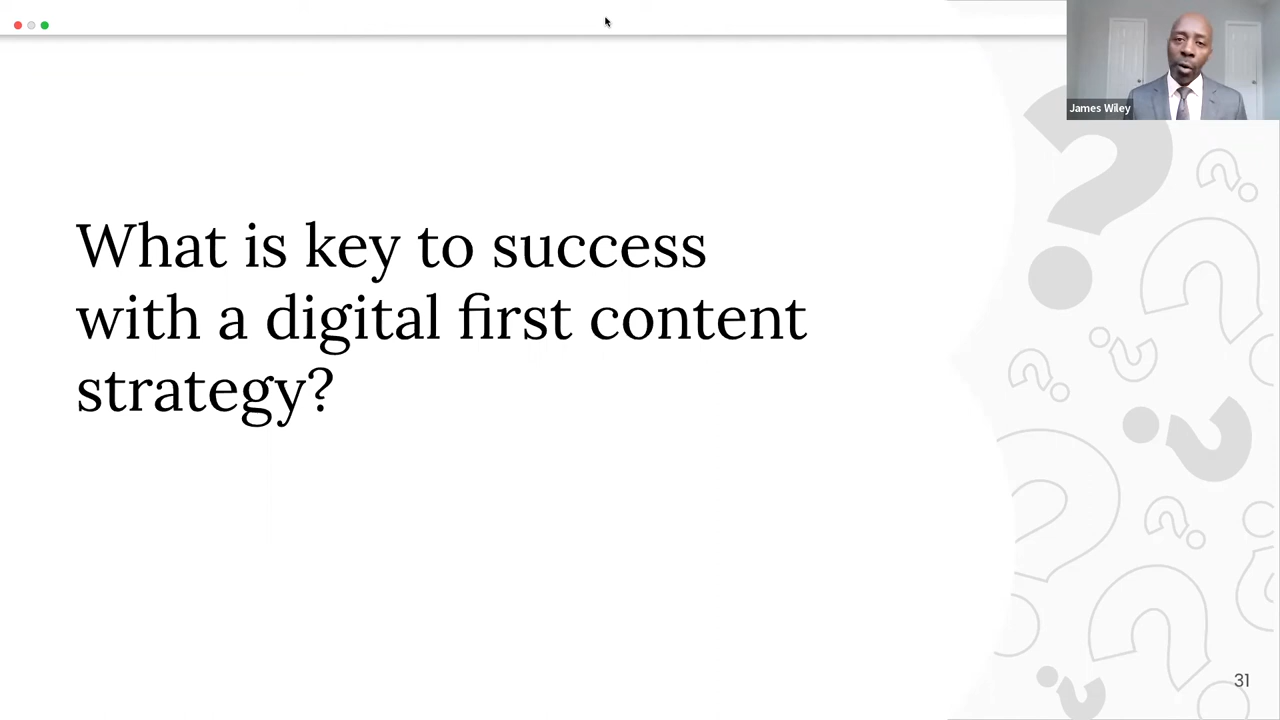 James Wiley
What is key to success
with a digital first content
strategy?
31